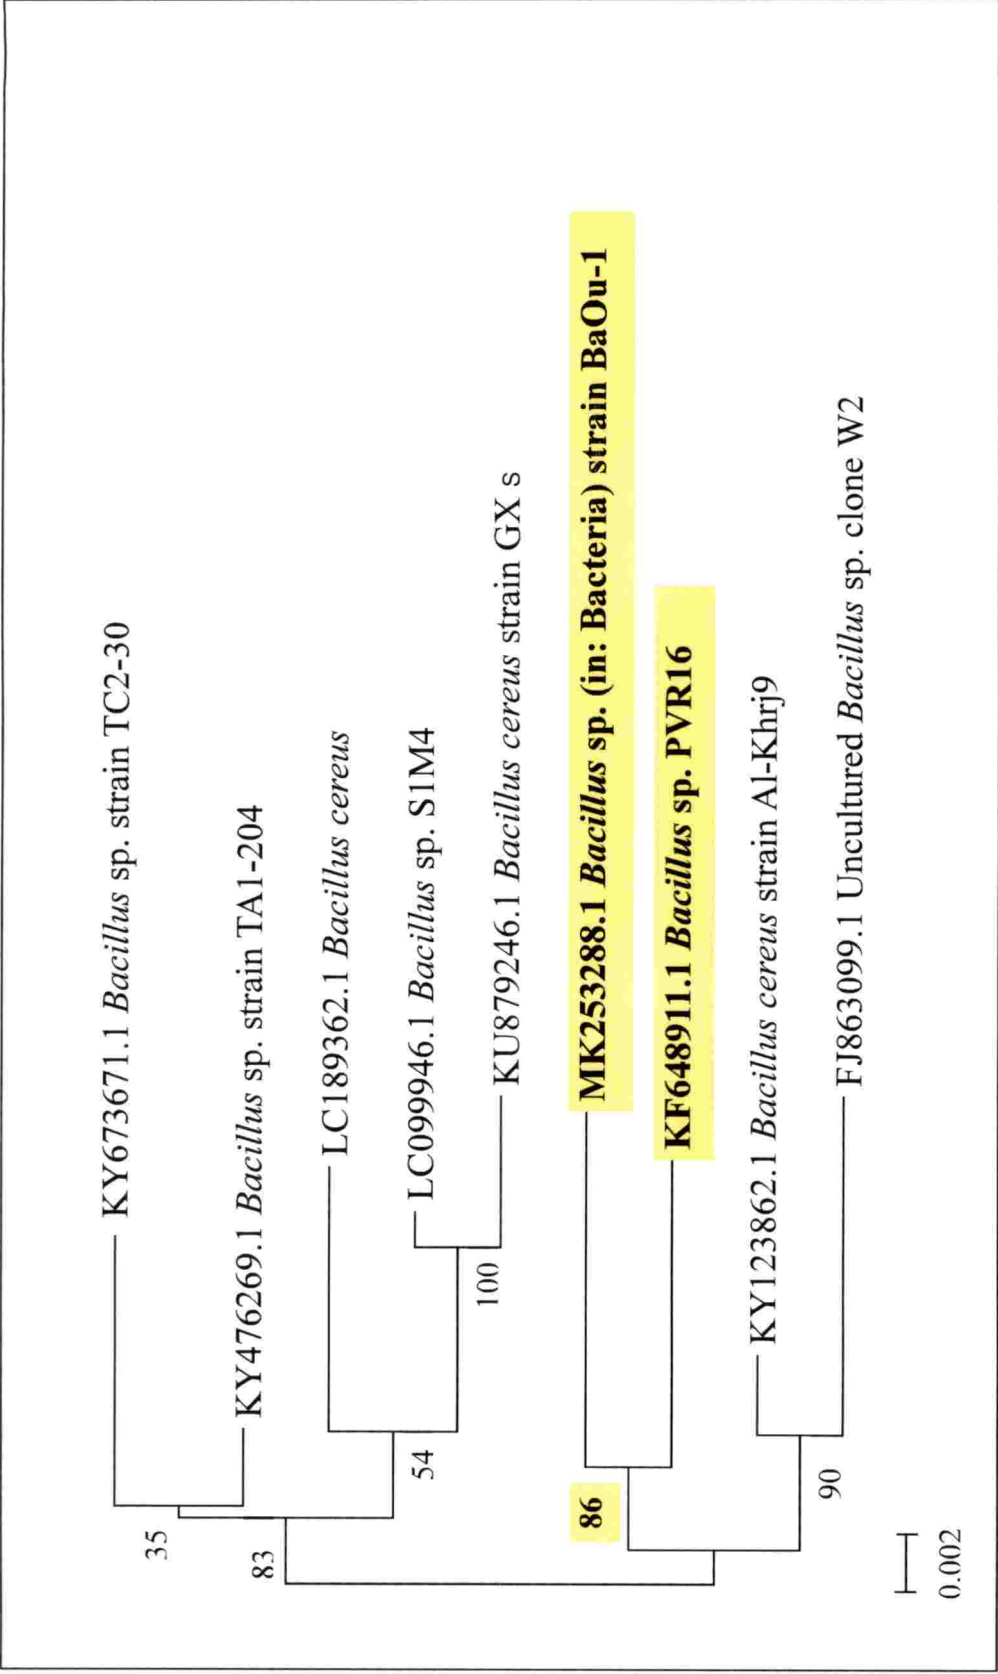 KY673671.1 Bacillus sp. strain TC2-30
35
KY476269.1 Bacillus sp. strain TA1-204
83
LC189362.1 Bacillus cereus
54
LC099946.1 Bacillus sp. S1M4
100
KU879246.1 Bacillus cereus strain GX s
MK253288.1 Bacillus sp. (in: Bacteria) strain BaOu-1
86
KF648911.1 Bacillus sp. PVR16
KY123862.1 Bacillus cereus strain Al-Khrj9
90
FJ863099.1 Uncultured Bacillus sp. clone W2
0.002